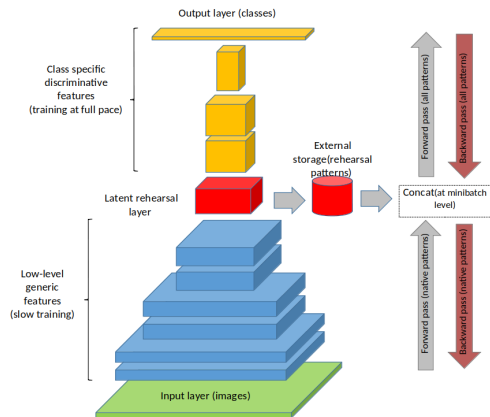 Output layer (classes)
Class specific
discriminative
features
(training at full pace)
External
storage(rehearsal
patterns)
Latent rehearsal
layer
Concat(at minibatch
level)
Low-level
generic
features
(slow training)
Input layer (images)
Forward pass (all patterns)
Backward pass (all patterns)
Forward pass (native patterns)
Backward pass (native patterns)